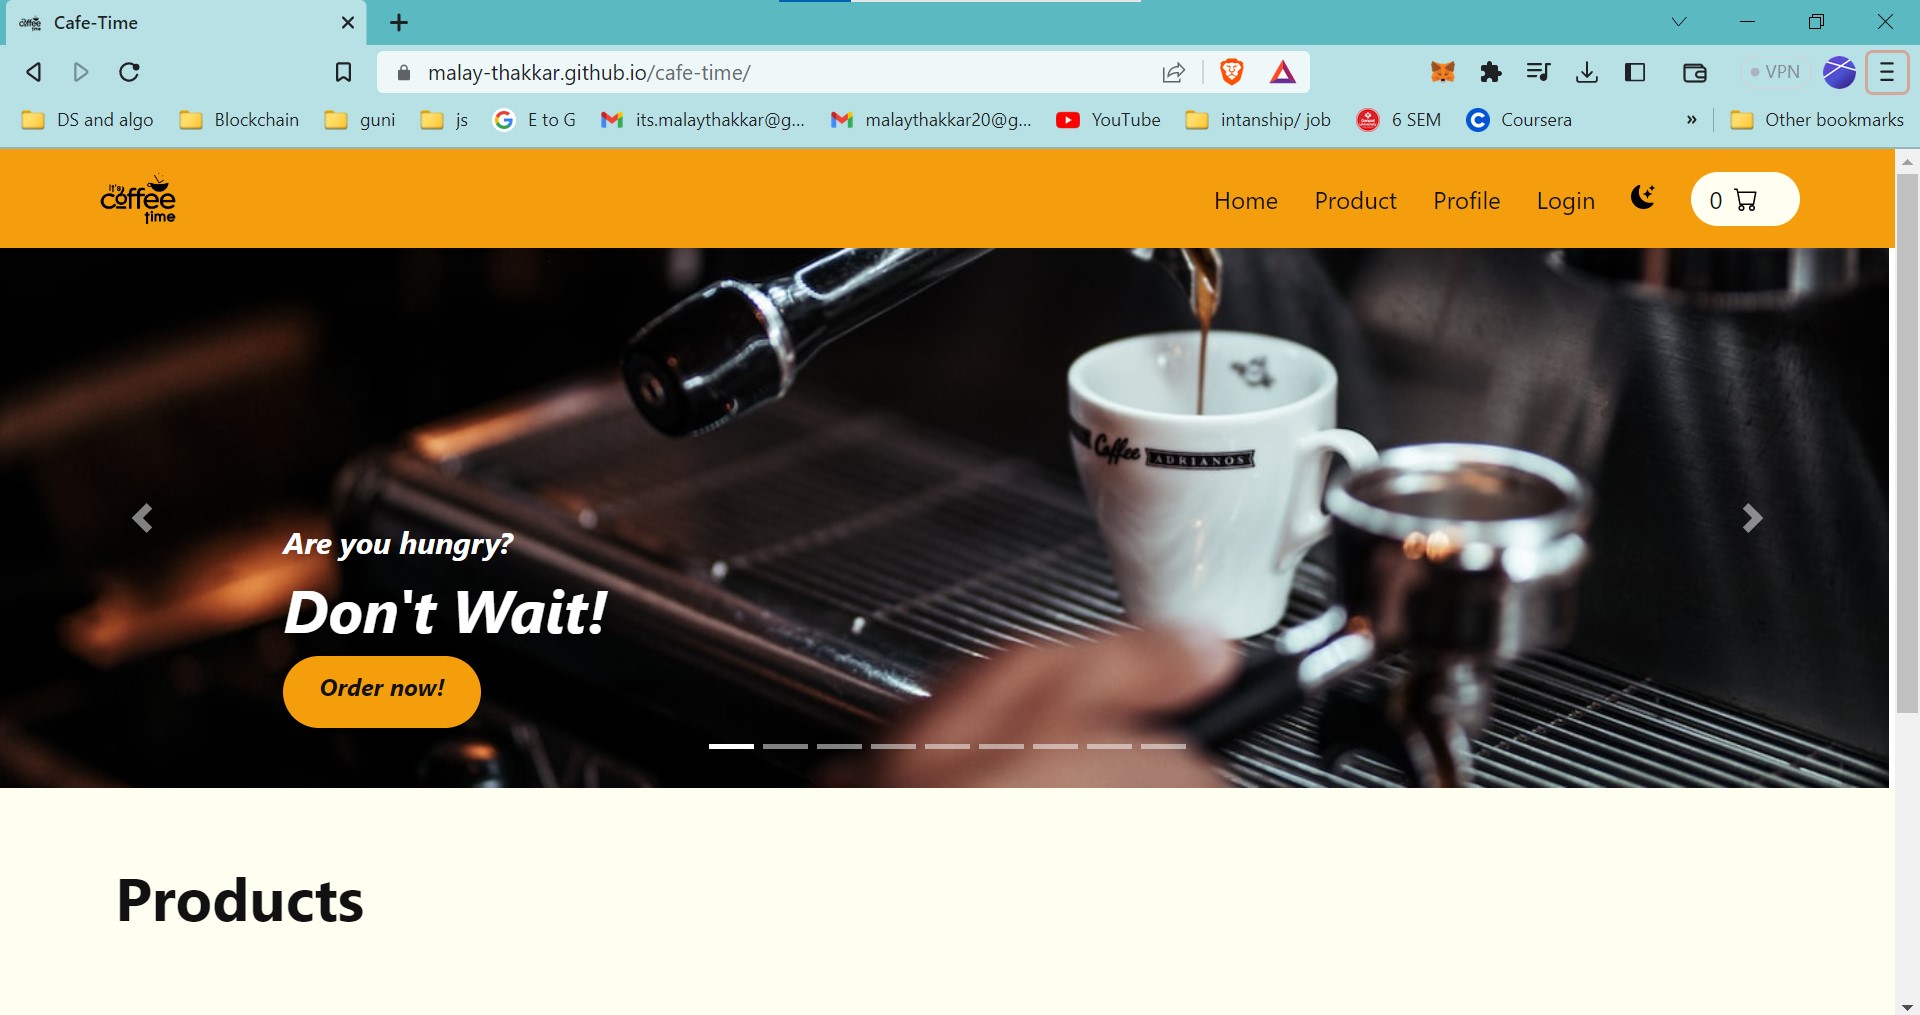 Cafe-Time
malay-thakkar.github.io/cafe-time/
VPN
DS and algo
Blockchain
guni
js
E to G
its.malaythakkar@g...
malaythakkar20@g...
YouTube
intanship/ job
6 SEM
Coursera
»
Other bookmarks
It's
coffee
time
Home
Product
Profile
Login
0
Coffee
ADRIANOS
Are you hungry?
Don't Wait!
Order now!
Products